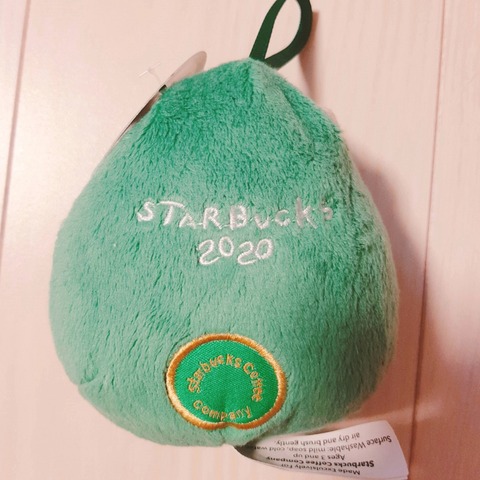 STARBUCKS
2020
Starbucks Coffee
Company
Made Exclusively For
Starbucks Coffee Company
Ages 3 and up
Surface Washable: mild soap, cold
air dry and brush gently.